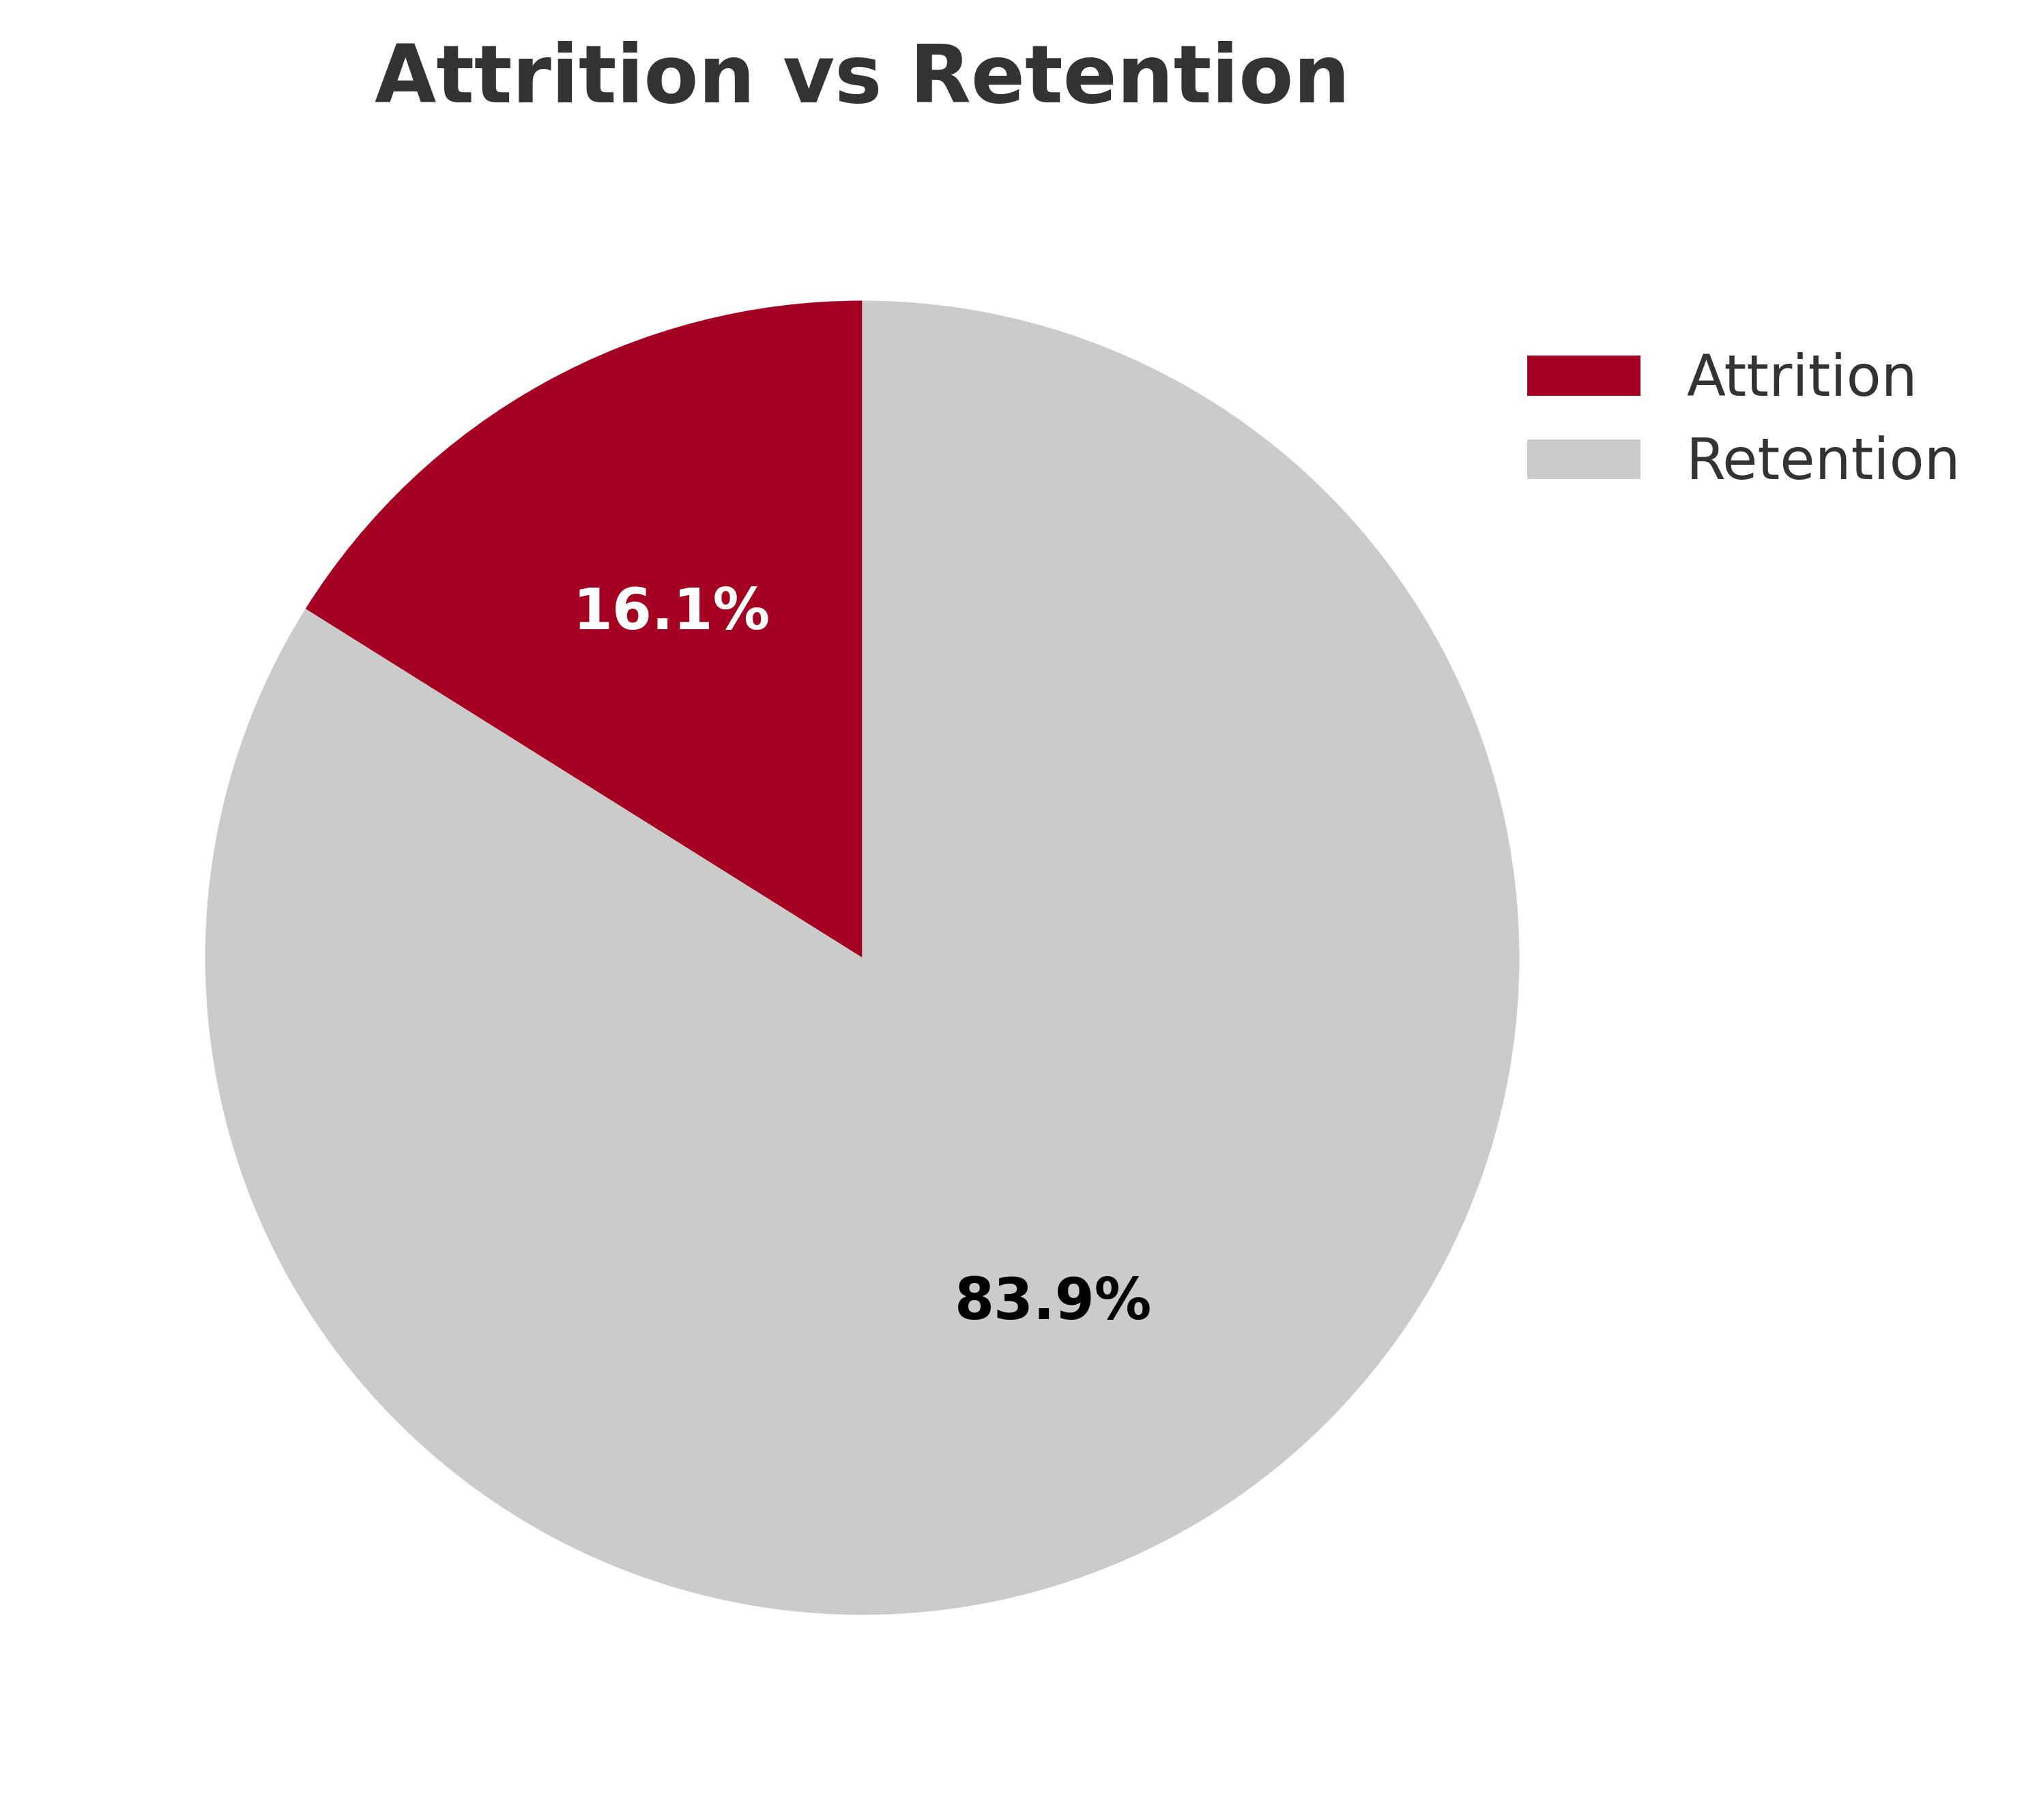 Attrition vs Retention
Attrition
Retention
16.1%
83.9%